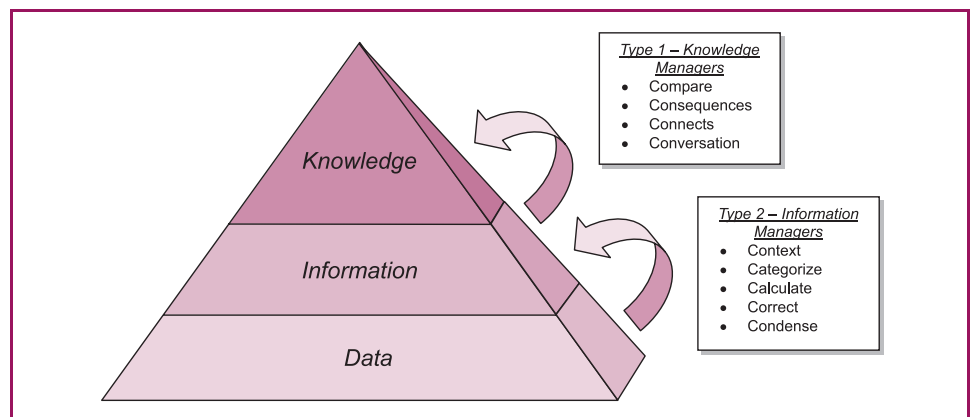 Type 1 – Knowledge
Managers
• Compare
• Consequences
• Connects
• Conversation
Knowledge
Type 2 – Information
Managers
• Context
• Categorize
• Calculate
• Correct
• Condense
Information
Data